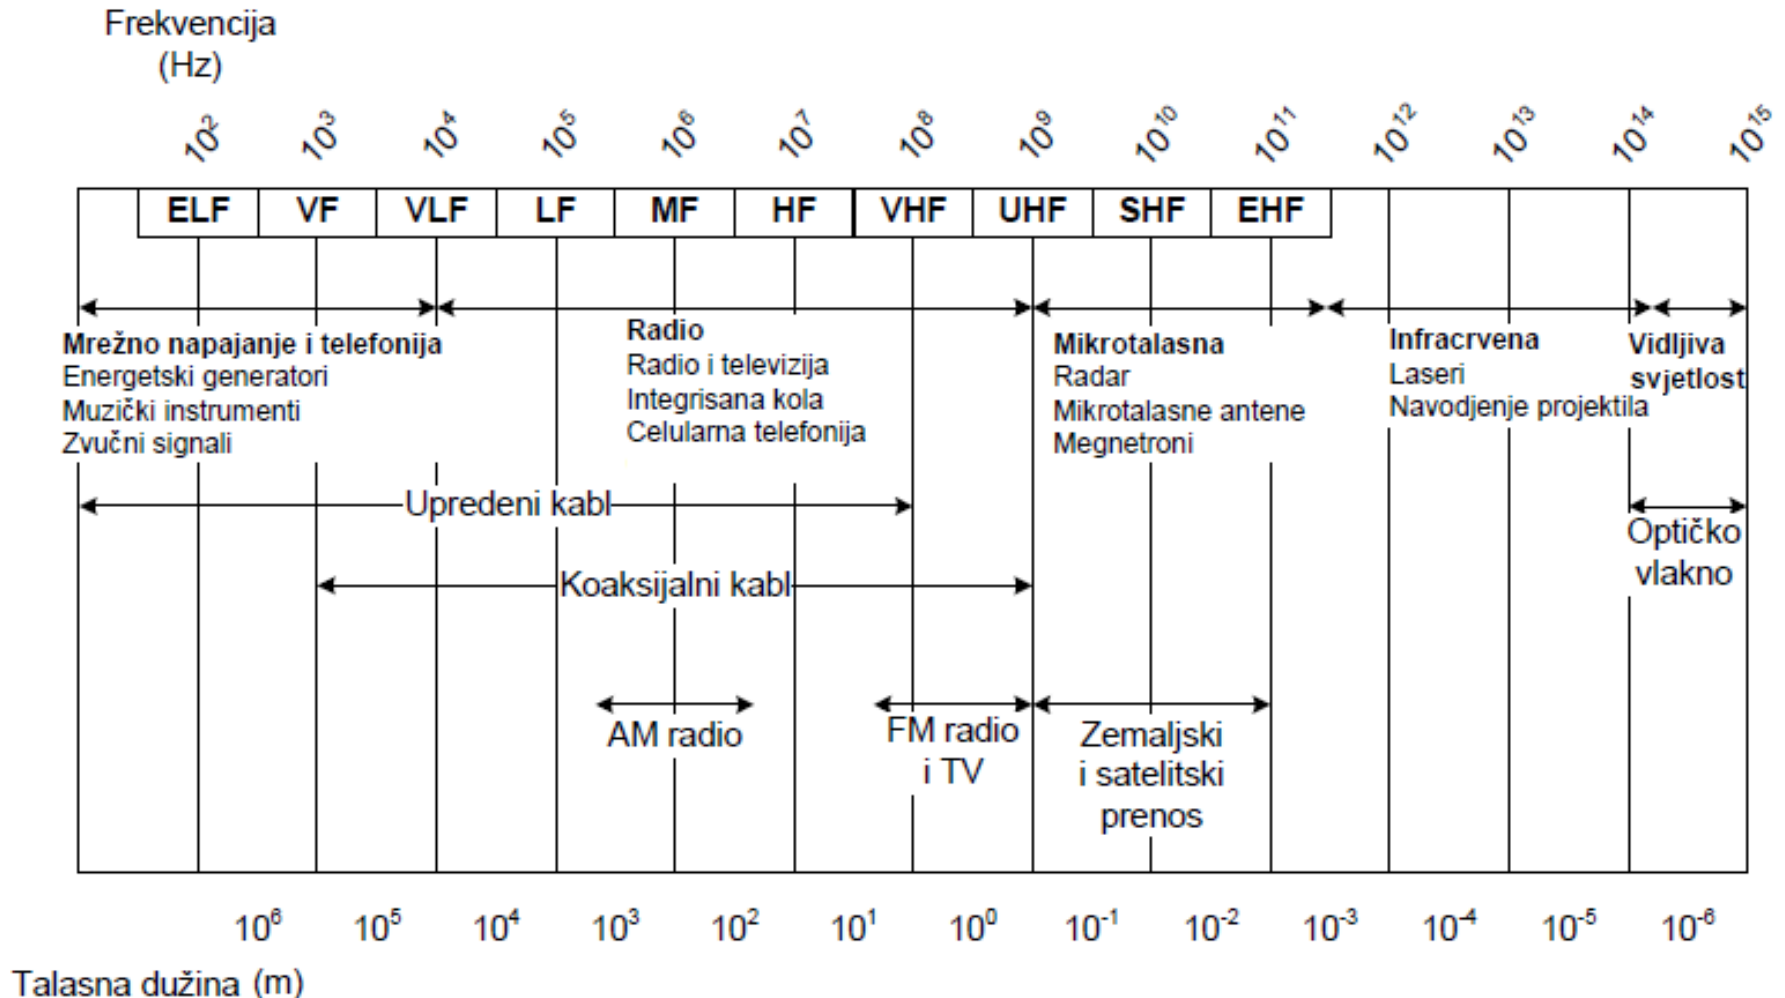 Frekvencija
(Hz)
10² 10³ 10⁴ 10⁵ 10⁶ 10⁷ 10⁸ 10⁹ 10¹⁰ 10¹¹ 10¹² 10¹³ 10¹⁴ 10¹⁵
ELF VF VLF LF MF HF VHF UHF SHF EHF
Mrežno napajanje i telefonija
Energetski generatori
Muzički instrumenti
Zvučni signali
Radio
Radio i televizija
Integrisana kola
Celularna telefonija
Mikrotalasna
Radar
Mikrotalasne antene
Megnetroni
Infracrvena
Laseri
Navodjenje projektila
Vidljiva
svjetlost
Upredeni kabl
Optičko
vlakno
Koaksijalni kabl
AM radio
FM radio
i TV
Zemaljski
i satelitski
prenos
10⁶ 10⁵ 10⁴ 10³ 10² 10¹ 10⁰ 10⁻¹ 10⁻² 10⁻³ 10⁻⁴ 10⁻⁵ 10⁻⁶
Talasna dužina (m)